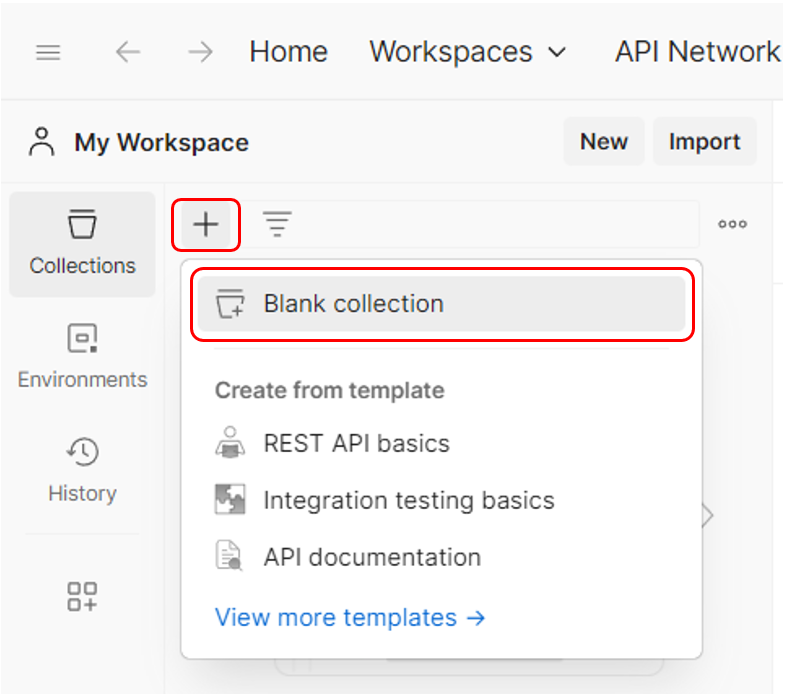 Home Workspaces API Network
My Workspace New Import
Collections
Blank collection
Environments
Create from template
REST API basics
History
Integration testing basics
API documentation
View more templates →